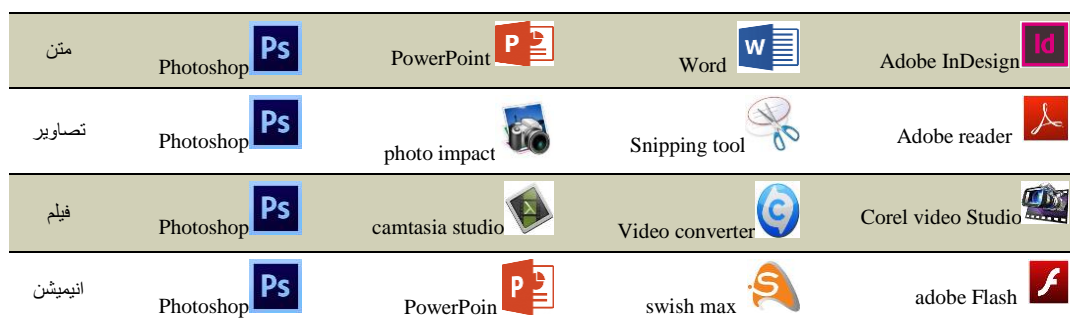 متن Photoshop PowerPoint Word Adobe InDesign
تصاویر Photoshop photo impact Snipping tool Adobe reader
فیلم Photoshop camtasia studio Video converter Corel video Studio
انیمیشن Photoshop PowerPoin swish max adobe Flash